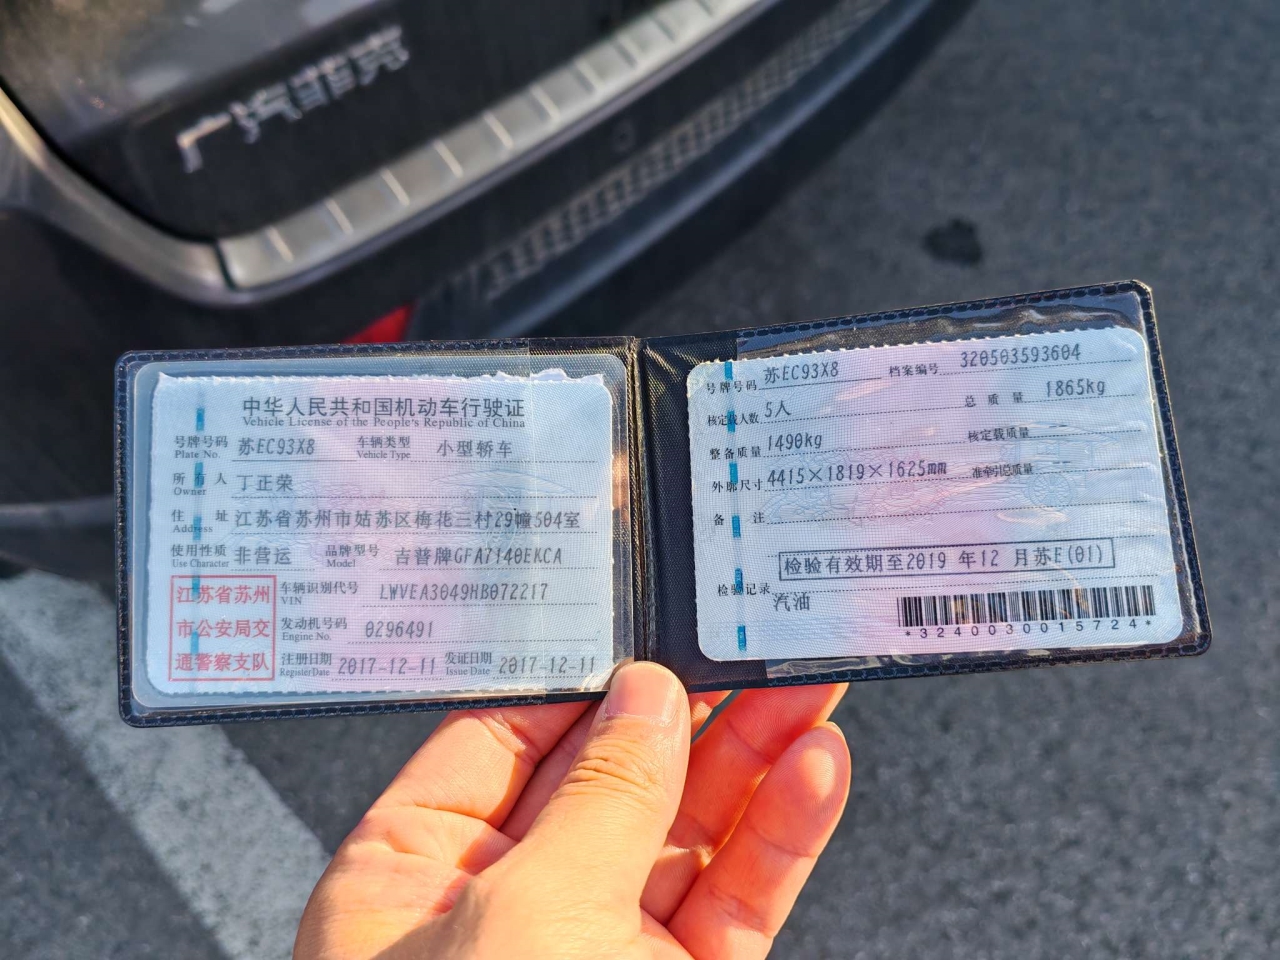 广汽菲克
中华人民共和国机动车行驶证
Vehicle License of the People's Republic of China
号牌号码 苏EC93X8 车辆类型 小型轿车
Plate No. Vehicle Type
所有人 丁正荣
Owner
住址 江苏省苏州市姑苏区梅花三村29幢504室
Address
使用性质 非营运 品牌型号 吉普牌GFA7140EKCA
Use Character Model
江苏省苏州
市公安局交
通警察支队
车辆识别代号 LWVEA3049HB072217
VIN
发动机号码 0296491
Engine No.
注册日期 2017-12-11 发证日期 2017-12-11
Register Date Issue Date
号牌号码 苏EC93X8 档案编号 320503593604
核定载人数 5人 总质量 1865kg
整备质量 1490kg 核定载质量
外廓尺寸 4415×1819×1625mm 准牵引总质量
备注
检验有效期至2019 年12 月苏E(01)
检验记录
汽油
*3240030015724*